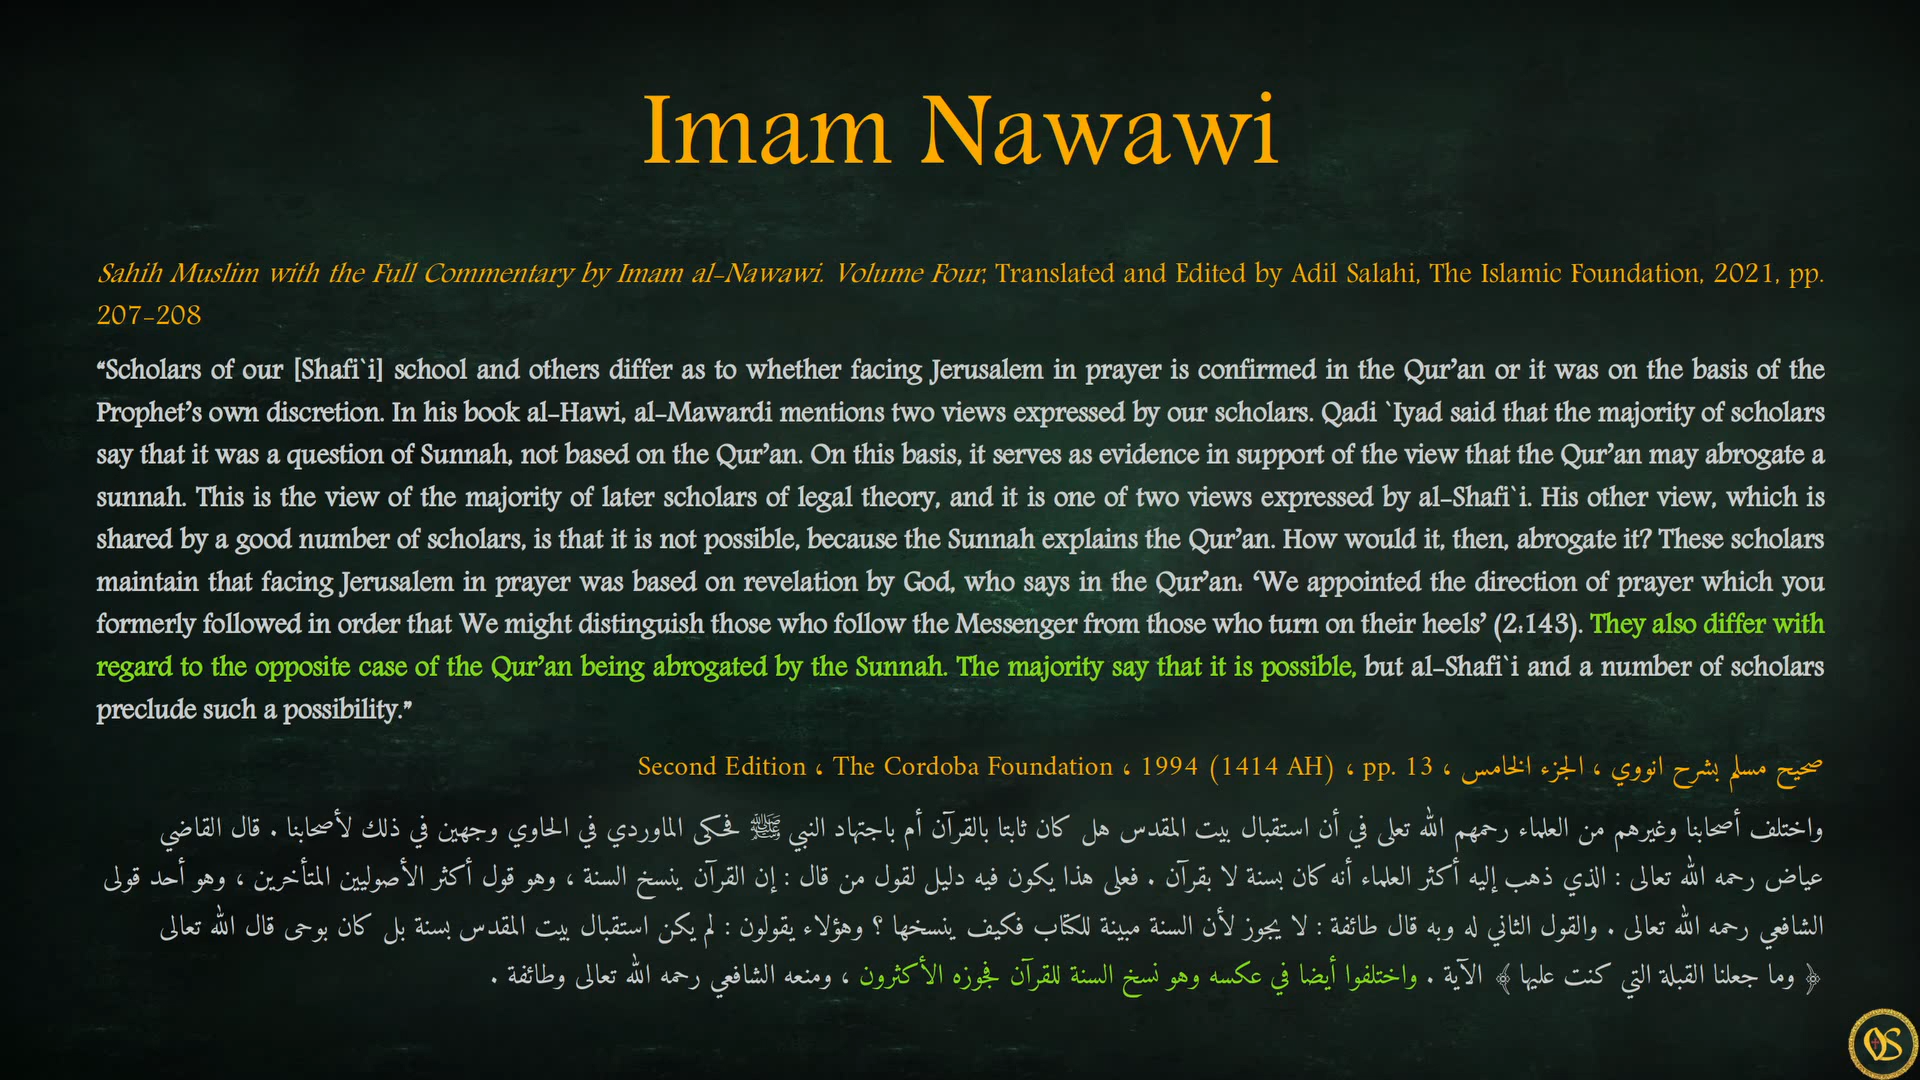 Imam Nawawi
Sahih Muslim with the Full Commentary by Imam al-Nawawi. Volume Four, Translated and Edited by Adil Salahi, The Islamic Foundation, 2021, pp.
207-208
“Scholars of our [Shafi`i] school and others differ as to whether facing Jerusalem in prayer is confirmed in the Qur’an or it was on the basis of the
Prophet’s own discretion. In his book al-Hawi, al-Mawardi mentions two views expressed by our scholars. Qadi `Iyad said that the majority of scholars
say that it was a question of Sunnah, not based on the Qur’an. On this basis, it serves as evidence in support of the view that the Qur’an may abrogate a
sunnah. This is the view of the majority of later scholars of legal theory, and it is one of two views expressed by al-Shafi`i. His other view, which is
shared by a good number of scholars, is that it is not possible, because the Sunnah explains the Qur’an. How would it, then, abrogate it? These scholars
maintain that facing Jerusalem in prayer was based on revelation by God, who says in the Qur’an: ‘We appointed the direction of prayer which you
formerly followed in order that We might distinguish those who follow the Messenger from those who turn on their heels’ (2:143). They also differ with
regard to the opposite case of the Qur’an being abrogated by the Sunnah. The majority say that it is possible, but al-Shafi`i and a number of scholars
preclude such a possibility.”
صحيح مسلم بشرح انووي ، الجزء الخامس ، Second Edition ، The Cordoba Foundation ، 1994 (1414 AH) ، pp. 13
واختلف أصحابنا وغيرهم من العلماء رحمهم الله تعلى في أن استقبال بيت المقدس هل كان ثابتا بالقرآن أم باجتهاد النبي ﷺ فحكى الماوردي في الحاوي وجهين في ذلك لأصحابنا . قال القاضي
عياض رحمه الله تعالى : الذي ذهب إليه أكثر العلماء أنه كان بسنة لا بقرآن . فعلى هذا يكون فيه دليل لقول من قال : إن القرآن ينسخ السنة ، وهو قول أكثر الأصوليين المتأخرين ، وهو أحد قولى
الشافعي رحمه الله تعالى . والقول الثاني له وبه قال طائفة : لا يجوز لأن السنة مبينة للكتاب فكيف ينسخها ؟ وهؤلاء يقولون : لم يكن استقبال بيت المقدس بسنة بل كان بوحى قال الله تعالى
﴿ وما جعلنا القبلة التي كنت عليها ﴾ الآية . واختلفوا أيضا في عكسه وهو نسخ السنة للقرآن فجوزه الأكثرون ، ومنعه الشافعي رحمه الله تعالى وطائفة .